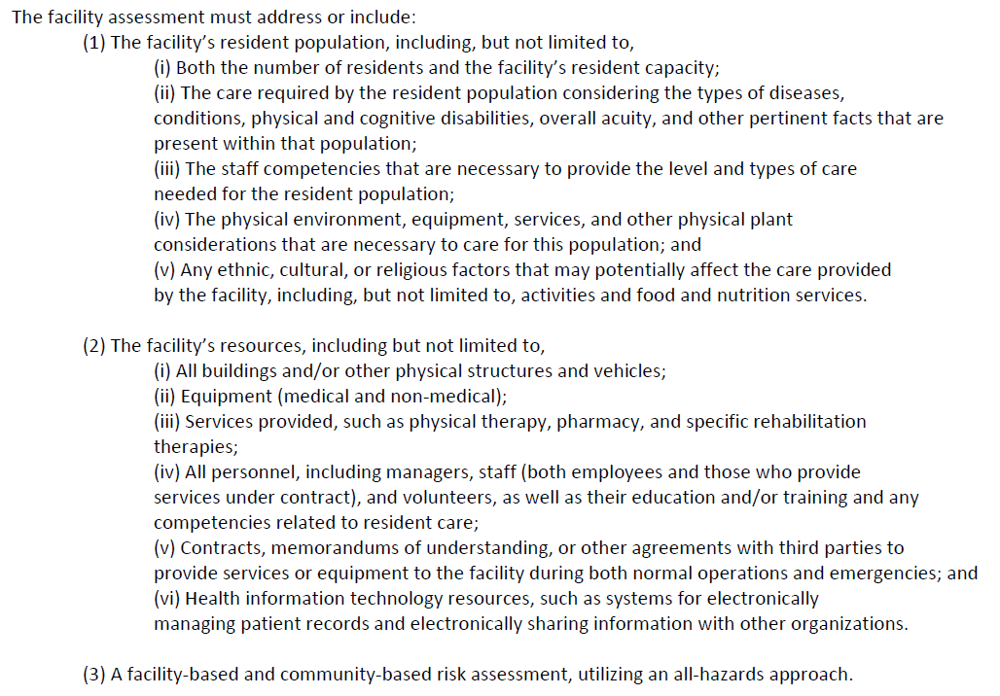 The facility assessment must address or include:
(1) The facility’s resident population, including, but not limited to,
(i) Both the number of residents and the facility’s resident capacity;
(ii) The care required by the resident population considering the types of diseases,
conditions, physical and cognitive disabilities, overall acuity, and other pertinent facts that are
present within that population;
(iii) The staff competencies that are necessary to provide the level and types of care
needed for the resident population;
(iv) The physical environment, equipment, services, and other physical plant
considerations that are necessary to care for this population; and
(v) Any ethnic, cultural, or religious factors that may potentially affect the care provided
by the facility, including, but not limited to, activities and food and nutrition services.
(2) The facility’s resources, including but not limited to,
(i) All buildings and/or other physical structures and vehicles;
(ii) Equipment (medical and non-medical);
(iii) Services provided, such as physical therapy, pharmacy, and specific rehabilitation
therapies;
(iv) All personnel, including managers, staff (both employees and those who provide
services under contract), and volunteers, as well as their education and/or training and any
competencies related to resident care;
(v) Contracts, memorandums of understanding, or other agreements with third parties to
provide services or equipment to the facility during both normal operations and emergencies; and
(vi) Health information technology resources, such as systems for electronically
managing patient records and electronically sharing information with other organizations.
(3) A facility-based and community-based risk assessment, utilizing an all-hazards approach.